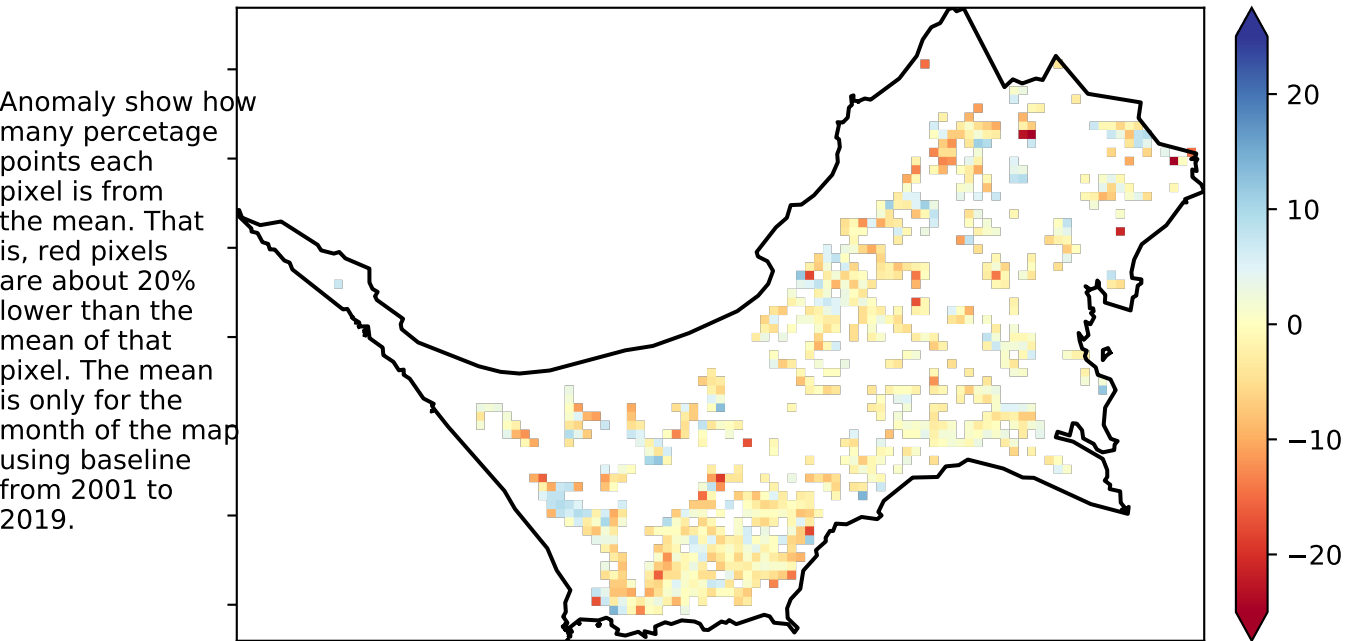 Anomaly show how
many percetage
points each
pixel is from
the mean. That
is, red pixels
are about 20%
lower than the
mean of that
pixel. The mean
is only for the
month of the map
using baseline
from 2001 to
2019.
20
10
0
−10
−20